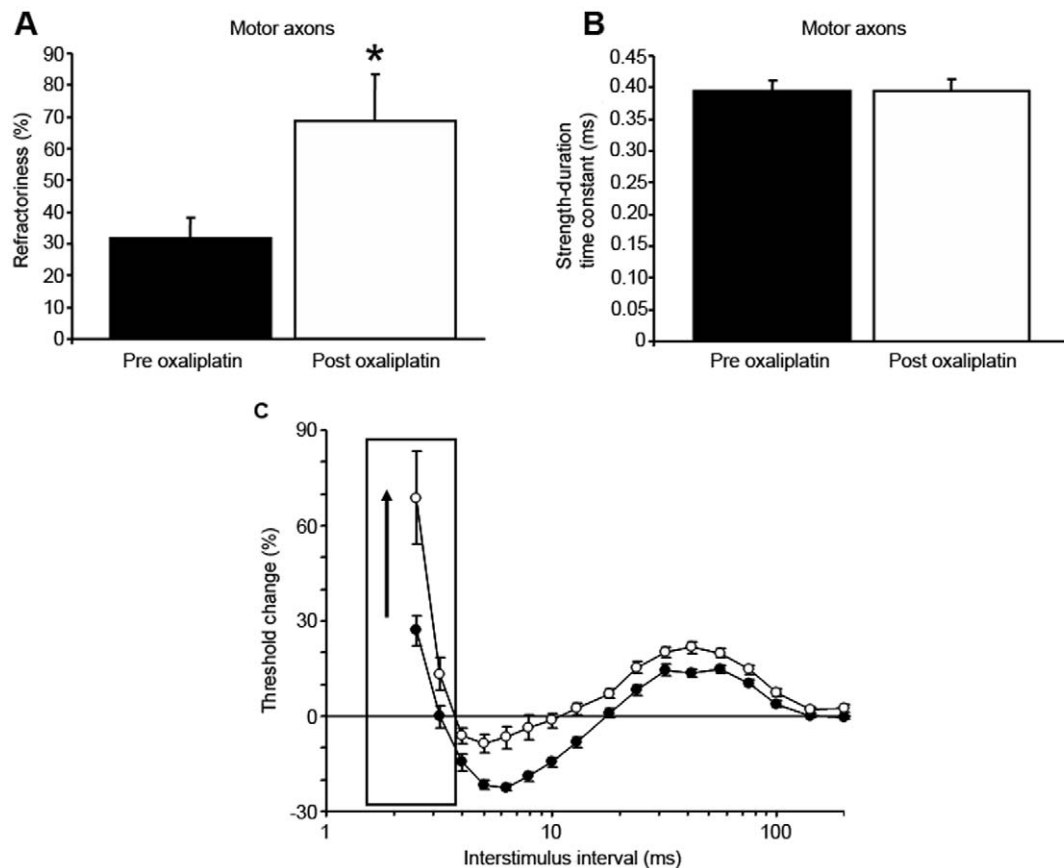 A
Motor axons
Refractoriness (%)
90
80
70
60
50
40
30
20
10
0
*
Pre oxaliplatin
Post oxaliplatin
B
Motor axons
Strength-duration
time constant (ms)
0.45
0.40
0.35
0.30
0.25
0.20
0.15
0.10
0.05
0
Pre oxaliplatin
Post oxaliplatin
C
Threshold change (%)
90
60
30
0
-30
1
10
100
Interstimulus interval (ms)